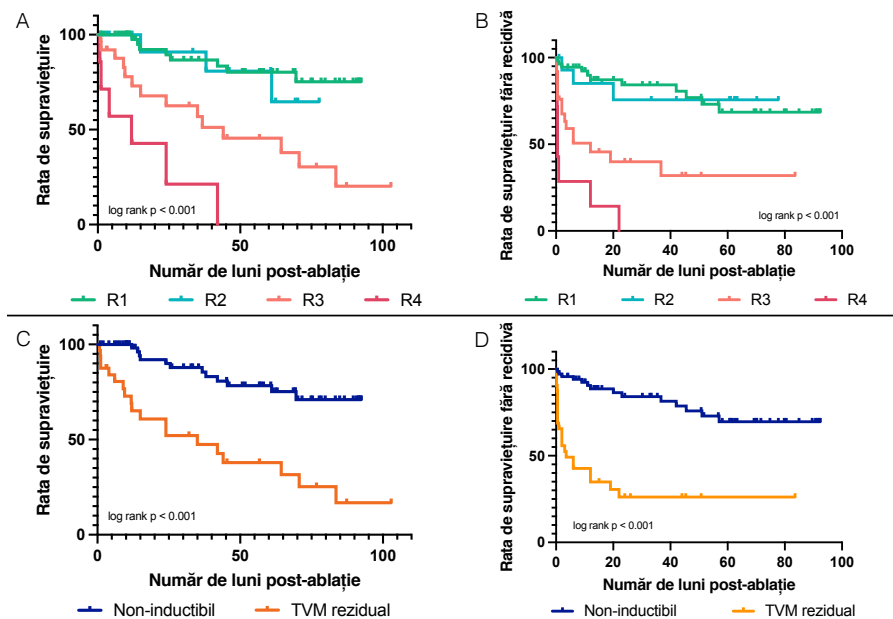 A
Rata de supraviețuire
100
50
0
log rank p < 0.001
0 50 100
Număr de luni post-ablație
R1 R2 R3 R4
B
Rata de supraviețuire fără recidivă
100
50
0
log rank p < 0.001
0 20 40 60 80 100
Număr de luni post-ablație
R1 R2 R3 R4
C
Rata de supraviețuire
100
50
0
log rank p < 0.001
0 50 100
Număr de luni post-ablație
Non-inductibil TVM rezidual
D
Rata de supraviețuire fără recidivă
100
50
0
log rank p < 0.001
0 20 40 60 80 100
Număr de luni post-ablație
Non-inductibil TVM rezidual